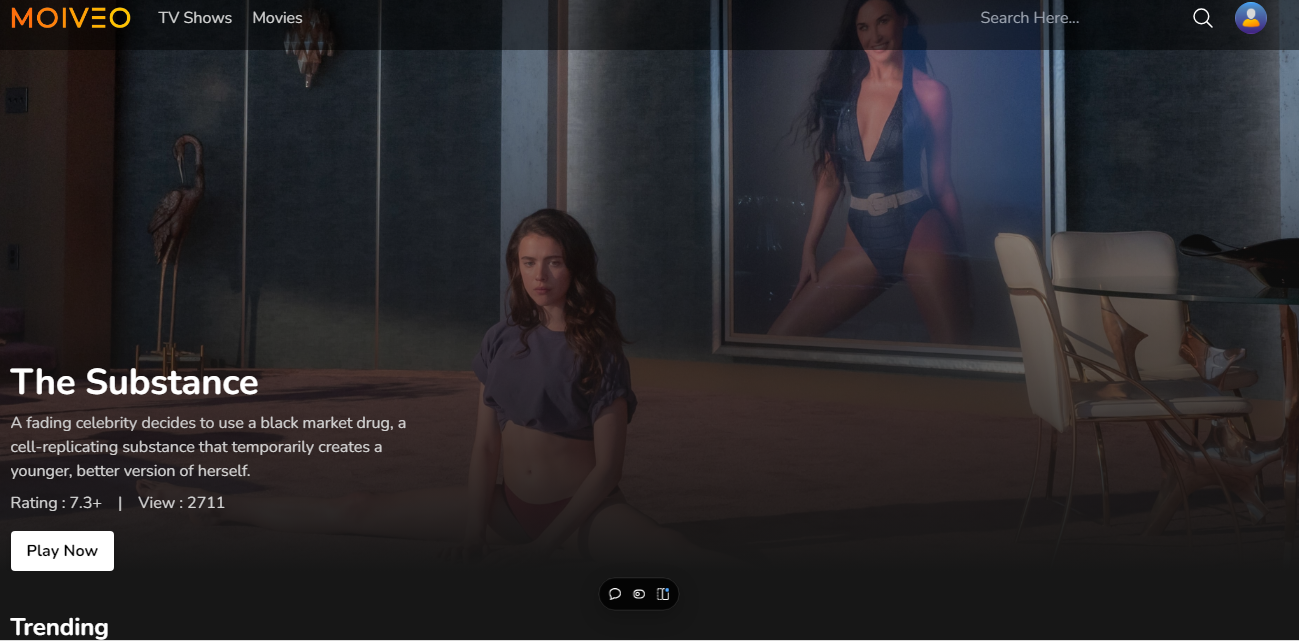 MOIVEO
TV Shows
Movies
Search Here...
The Substance
A fading celebrity decides to use a black market drug, a
cell-replicating substance that temporarily creates a
younger, better version of herself.
Rating : 7.3+ | View : 2711
Play Now
Trending